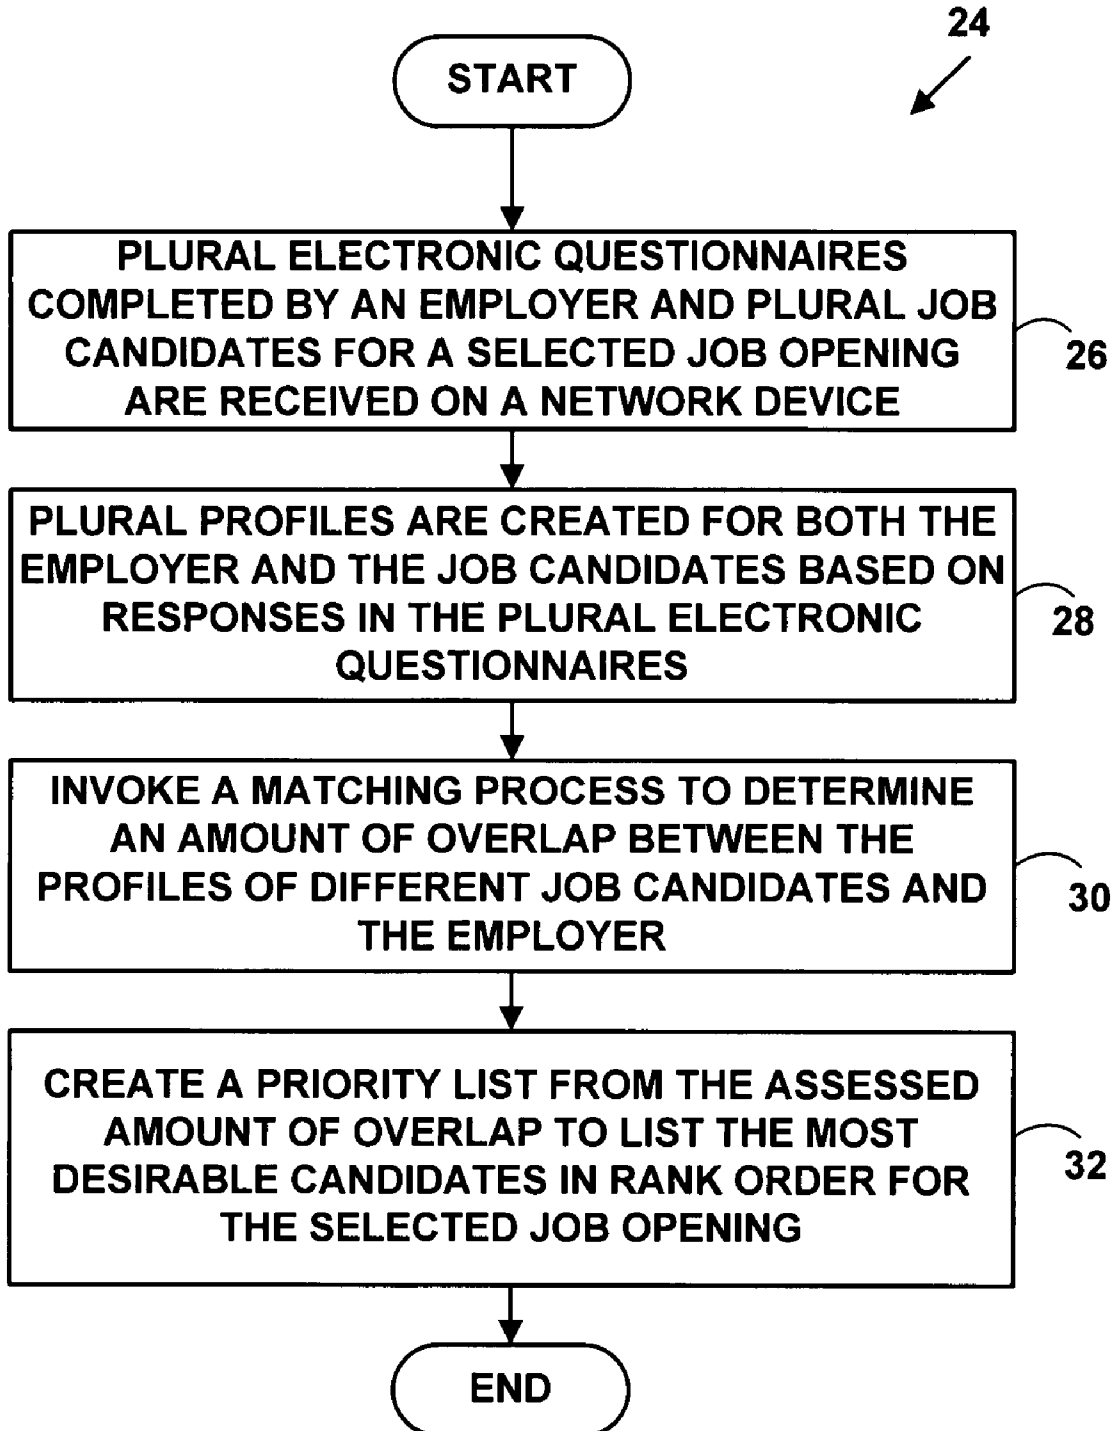 24
START
PLURAL ELECTRONIC QUESTIONNAIRES
COMPLETED BY AN EMPLOYER AND PLURAL JOB
CANDIDATES FOR A SELECTED JOB OPENING
ARE RECEIVED ON A NETWORK DEVICE
26
PLURAL PROFILES ARE CREATED FOR BOTH THE
EMPLOYER AND THE JOB CANDIDATES BASED ON
RESPONSES IN THE PLURAL ELECTRONIC
QUESTIONNAIRES
28
INVOKE A MATCHING PROCESS TO DETERMINE
AN AMOUNT OF OVERLAP BETWEEN THE
PROFILES OF DIFFERENT JOB CANDIDATES AND
THE EMPLOYER
30
CREATE A PRIORITY LIST FROM THE ASSESSED
AMOUNT OF OVERLAP TO LIST THE MOST
DESIRABLE CANDIDATES IN RANK ORDER FOR
THE SELECTED JOB OPENING
32
END